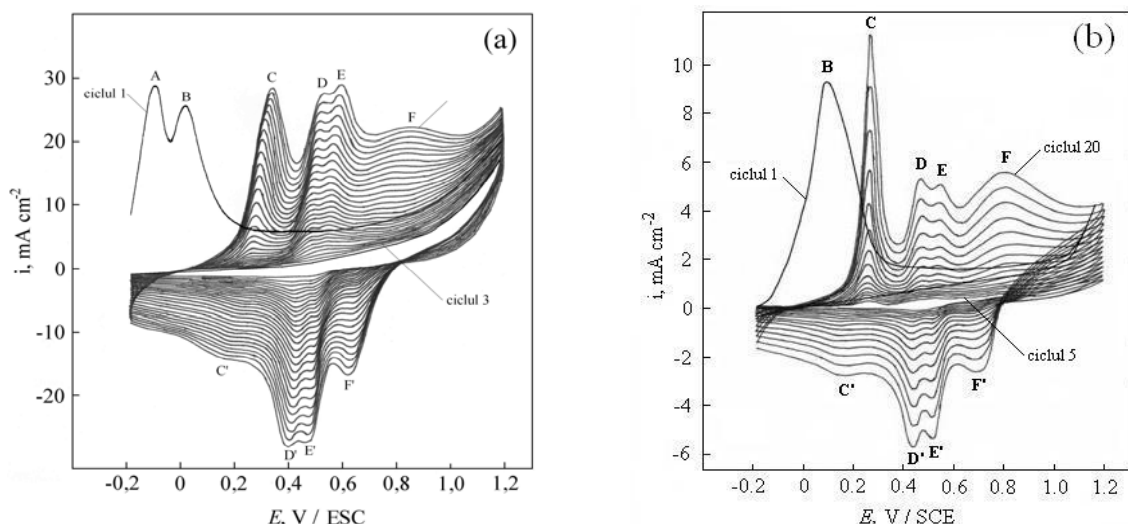 (a)
30
20
10
0
-10
-20
i, mA cm-2
-0,2 0 0,2 0,4 0,6 0,8 1,0 1,2
E, V / ESC
ciclul 1
A
B
C
D
E
F
ciclul 3
C'
D'
E'
F'
(b)
10
8
6
4
2
0
-2
-4
-6
i, mA cm-2
-0.2 0 0.2 0.4 0.6 0.8 1.0 1.2
E, V / SCE
ciclul 1
B
C
D
E
F
ciclul 20
ciclul 5
C'
D'
E'
F'